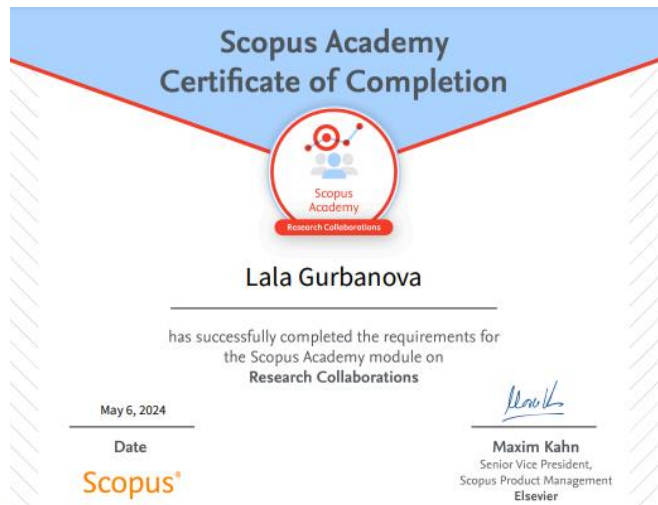 Scopus Academy
Certificate of Completion
Scopus
Academy
Research Collaborations
Lala Gurbanova
has successfully completed the requirements for
the Scopus Academy module on
Research Collaborations
May 6, 2024
Date
Scopus®
Maxim Kahn
Senior Vice President,
Scopus Product Management
Elsevier